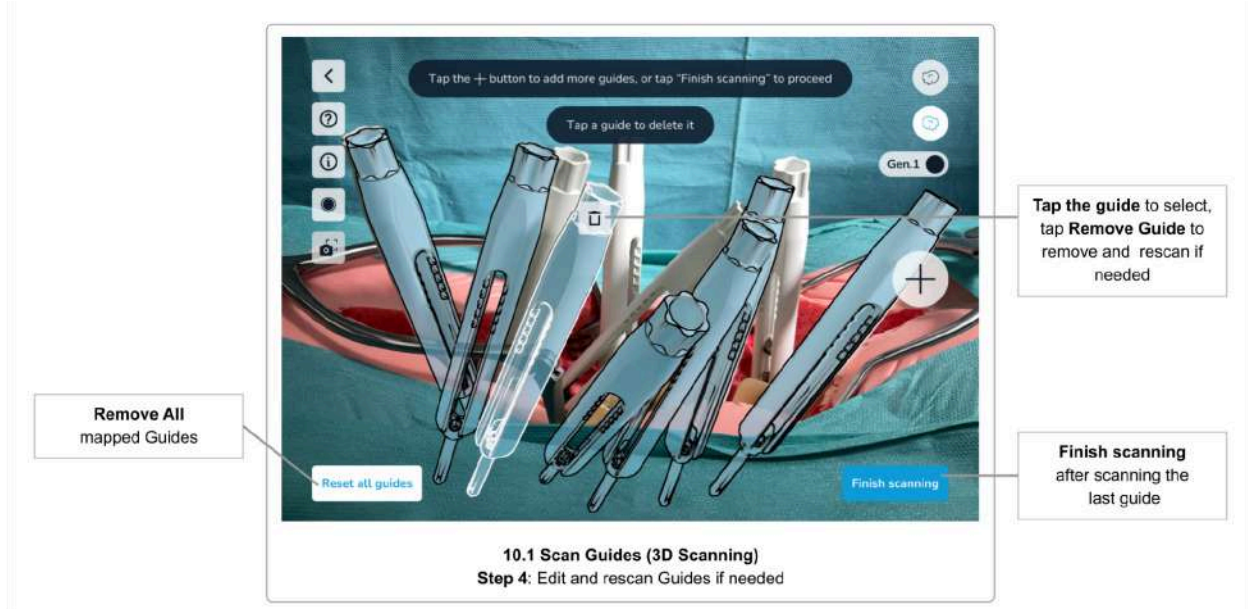 Tap the + button to add more guides, or tap "Finish scanning" to proceed
Tap a guide to delete it
Gen.1
Tap the guide to select,
tap Remove Guide to
remove and rescan if
needed
Remove All
mapped Guides
Reset all guides
Finish scanning
Finish scanning
after scanning the
last guide
10.1 Scan Guides (3D Scanning)
Step 4: Edit and rescan Guides if needed